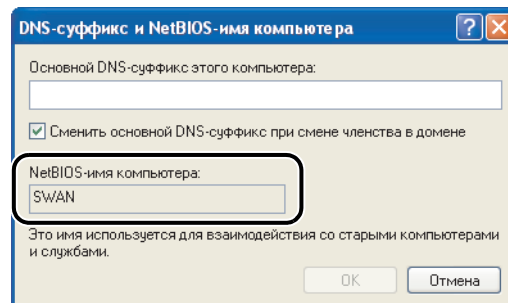 DNS-суффикс и NetBIOS-имя компьютера
Основной DNS-суффикс этого компьютера:
Сменить основной DNS-суффикс при смене членства в домене
NetBIOS-имя компьютера:
SWAN
Это имя используется для взаимодействия со старыми компьютерами
и службами.
OK
Отмена